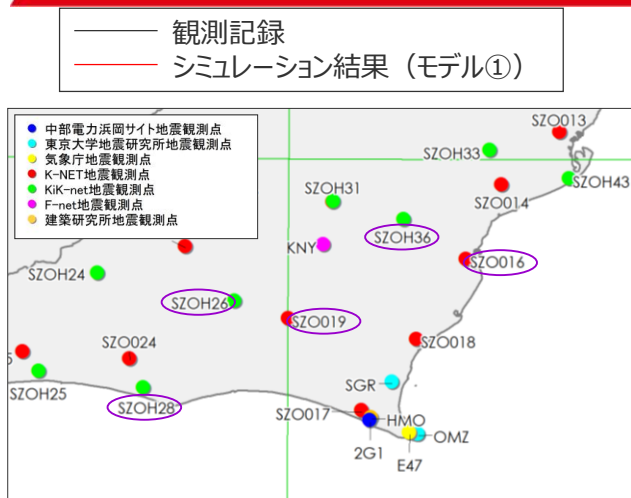 観測記録
シミュレーション結果（モデル①）
中部電力浜岡サイト地震観測点
東京大学地震研究所地震観測点
気象庁地震観測点
K-NET地震観測点
KiK-net地震観測点
F-net地震観測点
建築研究所地震観測点
SZO013
SZOH33
SZOH43
SZO014
SZOH31
SZOH36
KNY
SZO016
SZOH24
SZOH26
SZO019
SZO024
SZO018
5
SZOH25
SGR
SZOH28
SZO017
HMO
OMZ
2G1
E47